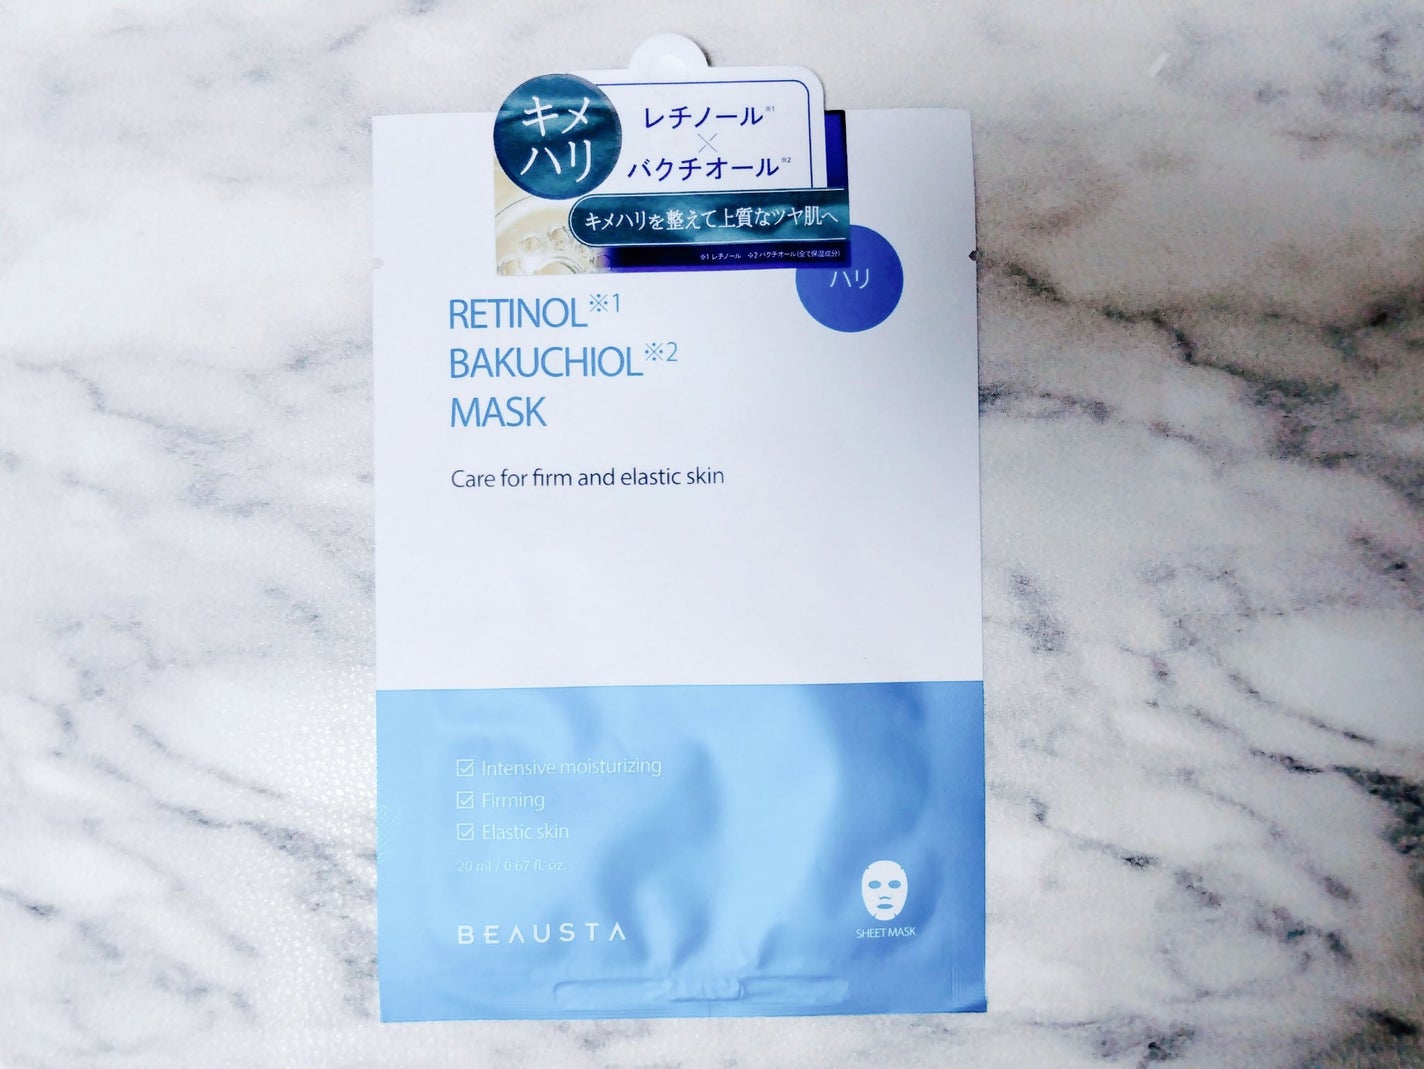 キメ
ハリ
レチノール※1
×
バクチオール※2
キメハリを整えて上質なツヤ肌へ
※1 レチノール ※2 バクチオール(全て保湿成分)
ハリ
RETINOL※1
BAKUCHIOL※2
MASK
Care for firm and elastic skin
Intensive moisturizing
Firming
Elastic skin
20 ml / 0.67 fl. oz.
BEAUSTA
SHEET MASK